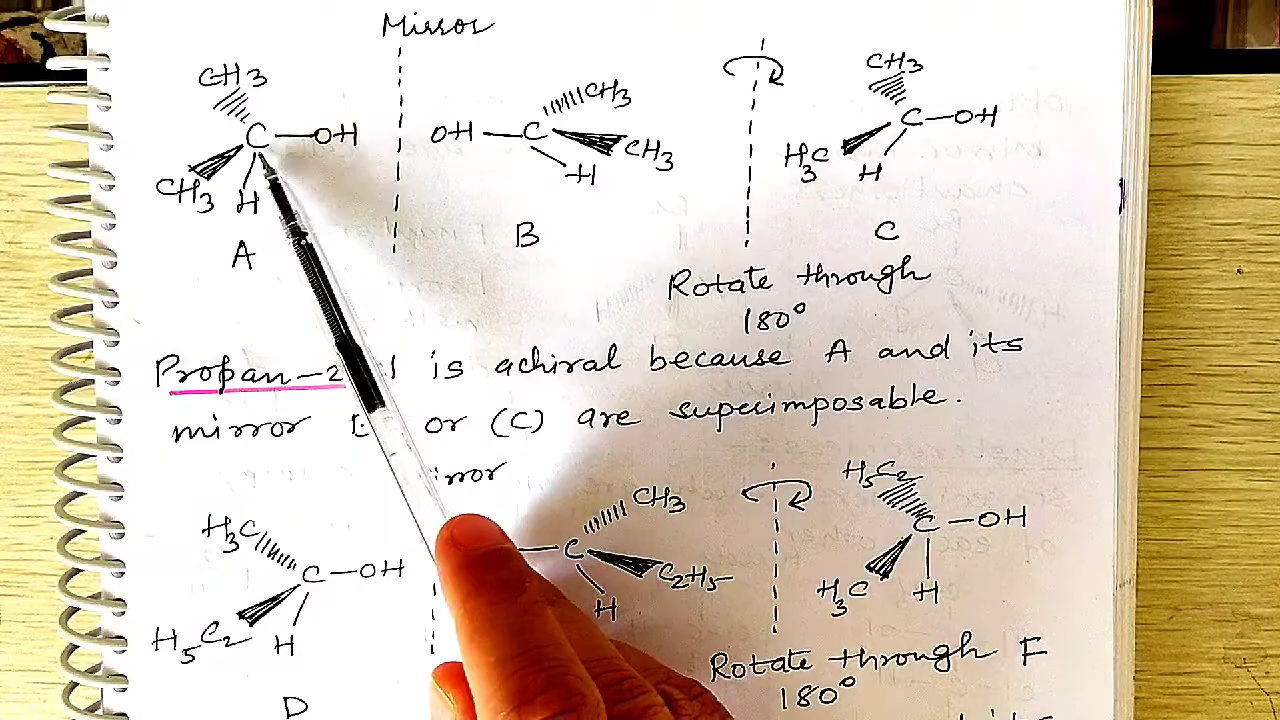 Mirror
CH3
C—OH
CH3
H
A
CH3
OH—C
CH3
H
B
CH3
C—OH
H3C
H
C
Rotate through
180°
Propan-2 l is achiral because A and its
mirror or (C) are superimposable.
irror
H3C
C—OH
H5C2
H
D
CH3
C
C2H5
H
H5C2
C—OH
H3C
H
Rotate through F
180°